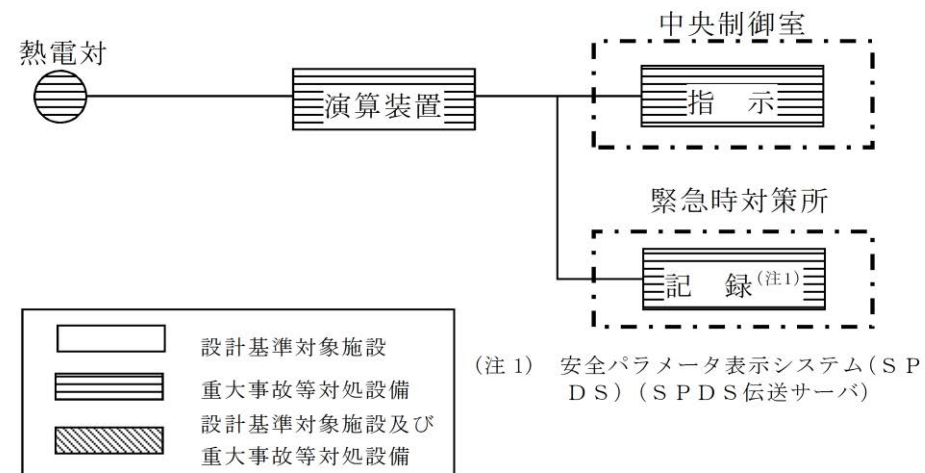 中央制御室
熱電対
演算装置
指 示
緊急時対策所
記 録(注1)
設計基準対象施設
重大事故等対処設備
設計基準対象施設及び
重大事故等対処設備
(注 1) 安全パラメータ表示システム(ＳＰ
ＤＳ)(ＳＰＤＳ伝送サーバ)